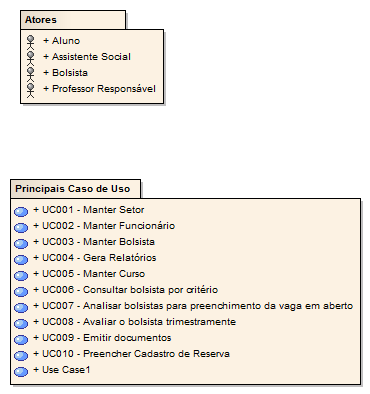 Atores
+ Aluno
+ Assistente Social
+ Bolsista
+ Professor Responsável
Principais Caso de Uso
+ UC001 - Manter Setor
+ UC002 - Manter Funcionário
+ UC003 - Manter Bolsista
+ UC004 - Gera Relatórios
+ UC005 - Manter Curso
+ UC006 - Consultar bolsista por critério
+ UC007 - Analisar bolsistas para preenchimento da vaga em aberto
+ UC008 - Avaliar o bolsista trimestramente
+ UC009 - Emitir documentos
+ UC010 - Preencher Cadastro de Reserva
+ Use Case1